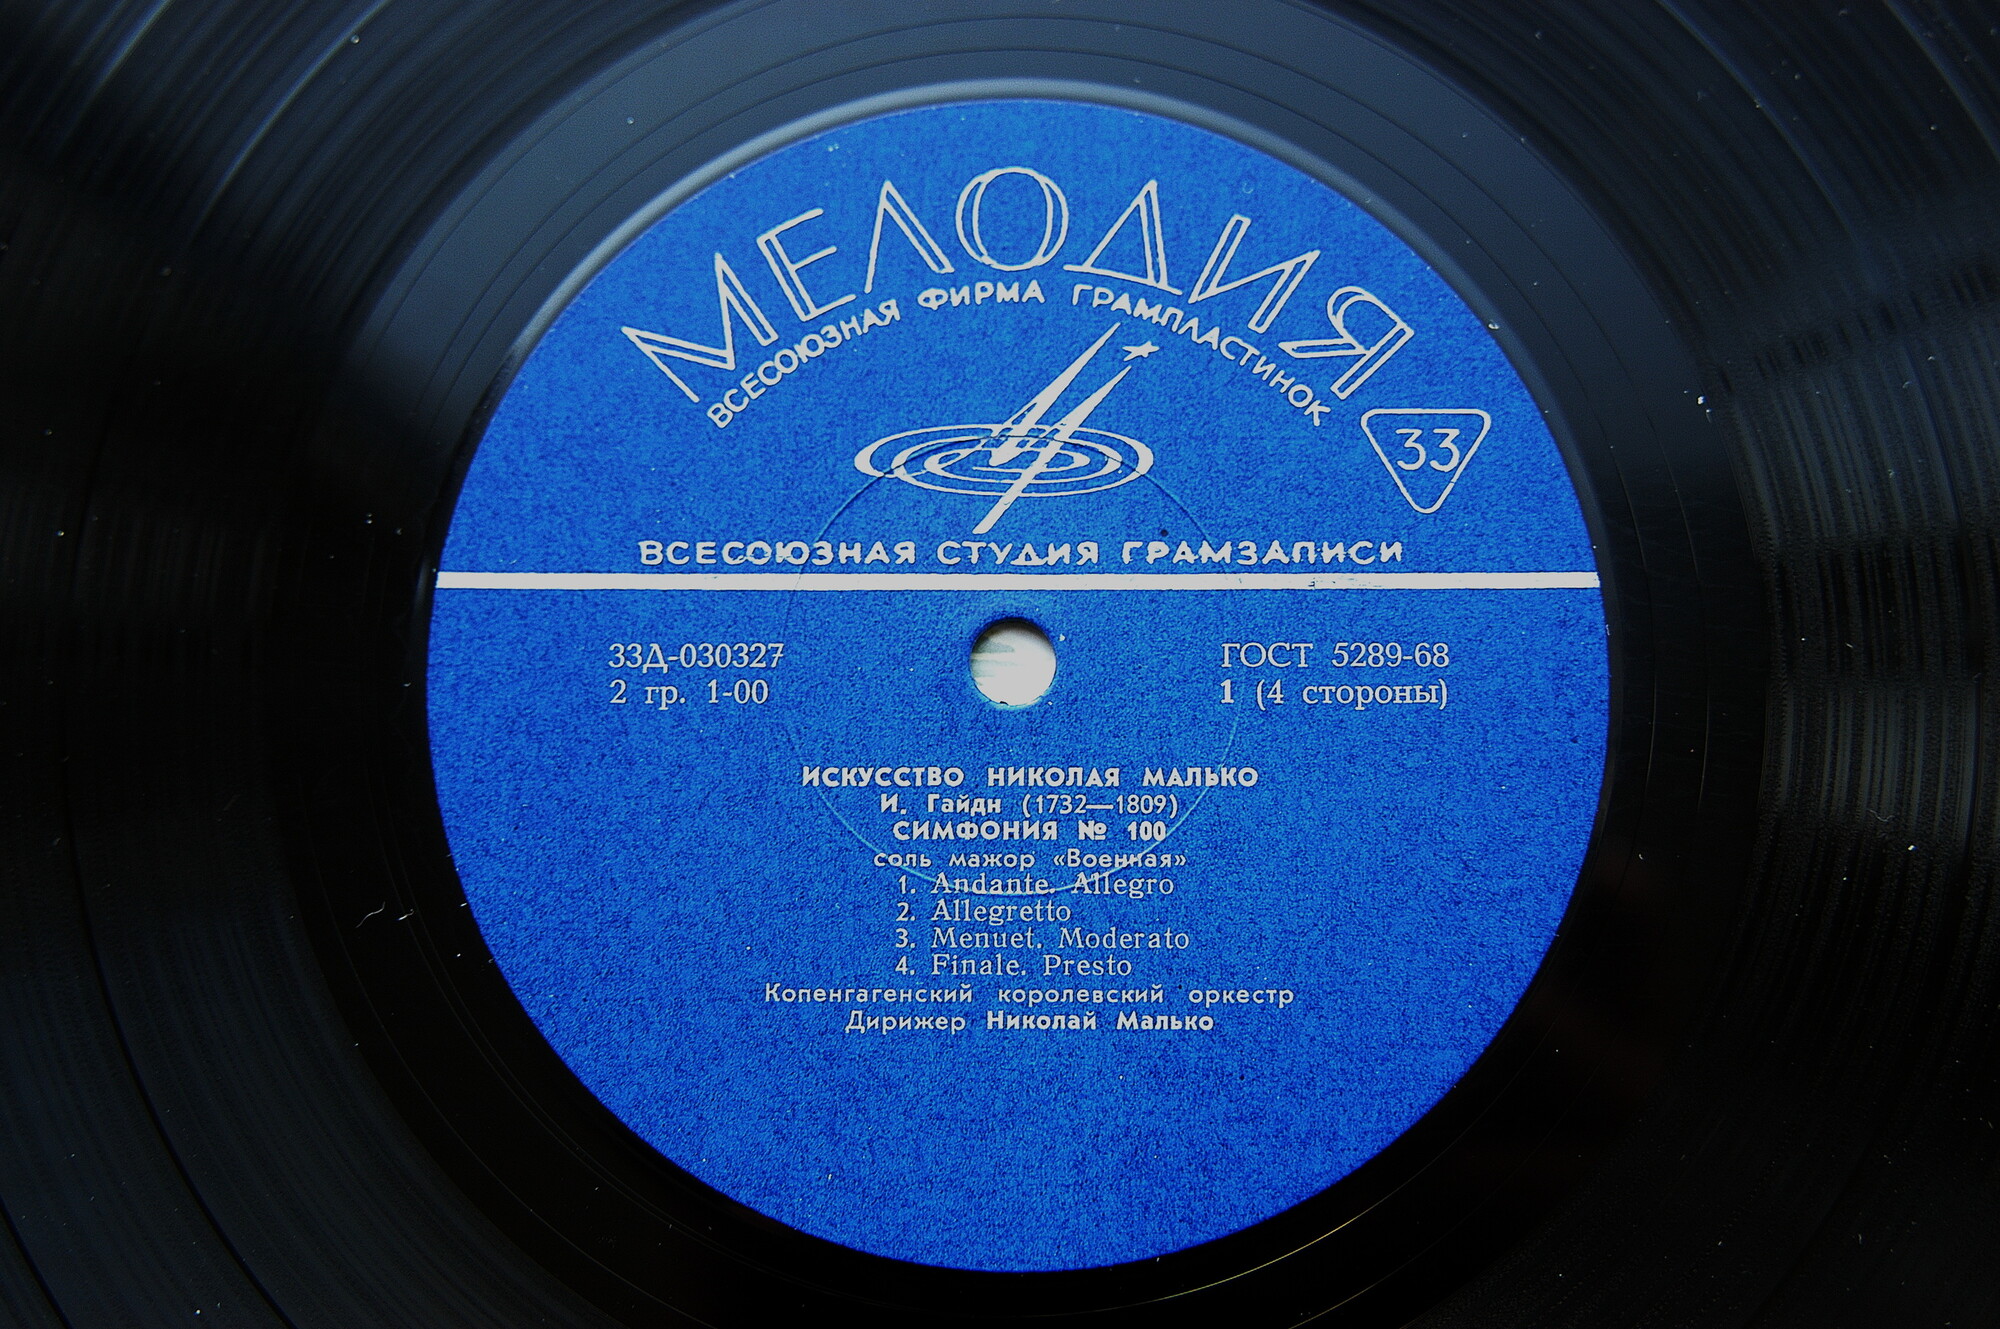 МЕЛОДИЯ
ВСЕСОЮЗНАЯ ФИРМА ГРАМПЛАСТИНОК
33
ВСЕСОЮЗНАЯ СТУДИЯ ГРАМЗАПИСИ
33Д-030327
ГОСТ 5289-68
2 гр. 1-00
1 (4 стороны)
ИСКУССТВО НИКОЛАЯ МАЛЬКО
И. Гайдн (1732—1809)
СИМФОНИЯ № 100
соль мажор «Военная»
1. Andante. Allegro
2. Allegretto
3. Menuet. Moderato
4. Finale. Presto
Копенгагенский королевский оркестр
Дирижер Николай Малько